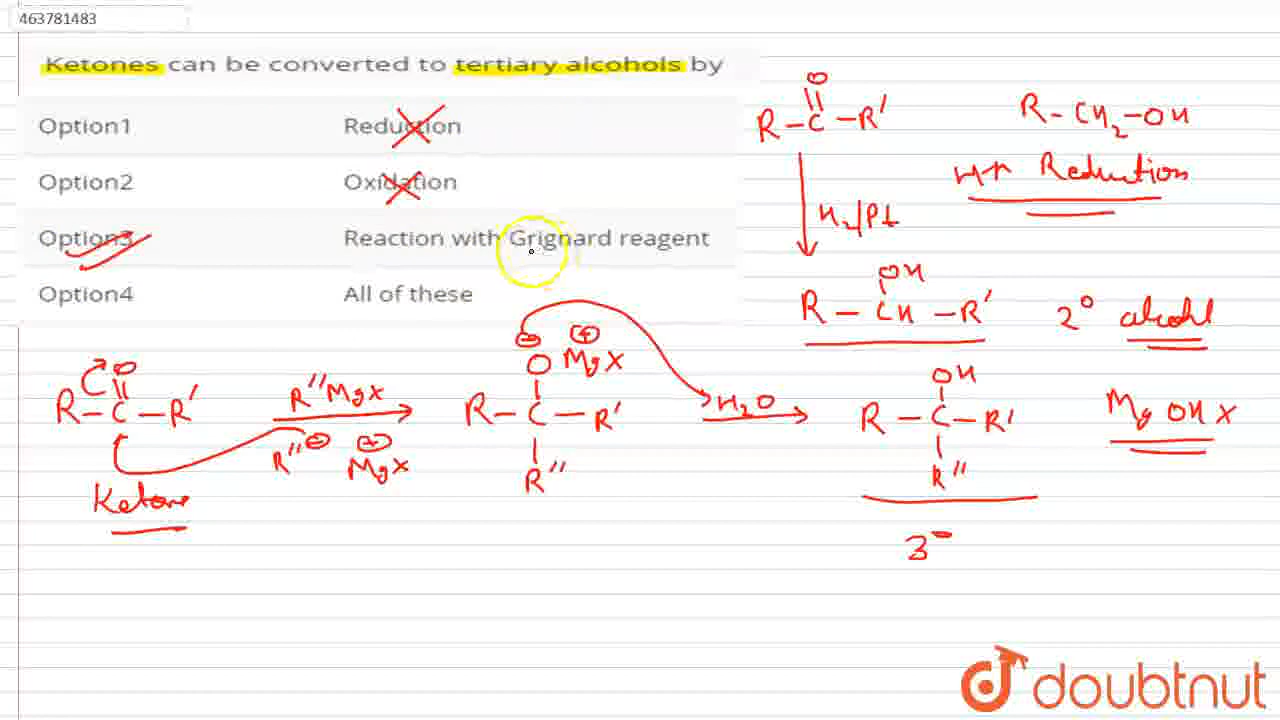 463781483
Ketones can be converted to tertiary alcohols by
Option1 Reduction
Option2 Oxidation
Option3 Reaction with Grignard reagent
Option4 All of these
O
R-C-R'
R-CH2-OH
Reduction
H2/Pt
OH
R-CH-R'
2° alcohol
O
R-C-R'
R''MgX
R''⊖ ⊕MgX
Ketone
⊖ ⊕
O MgX
R-C-R'
R''
H2O
OH
R-C-R'
R''
3°
MgOHX
doubtnut